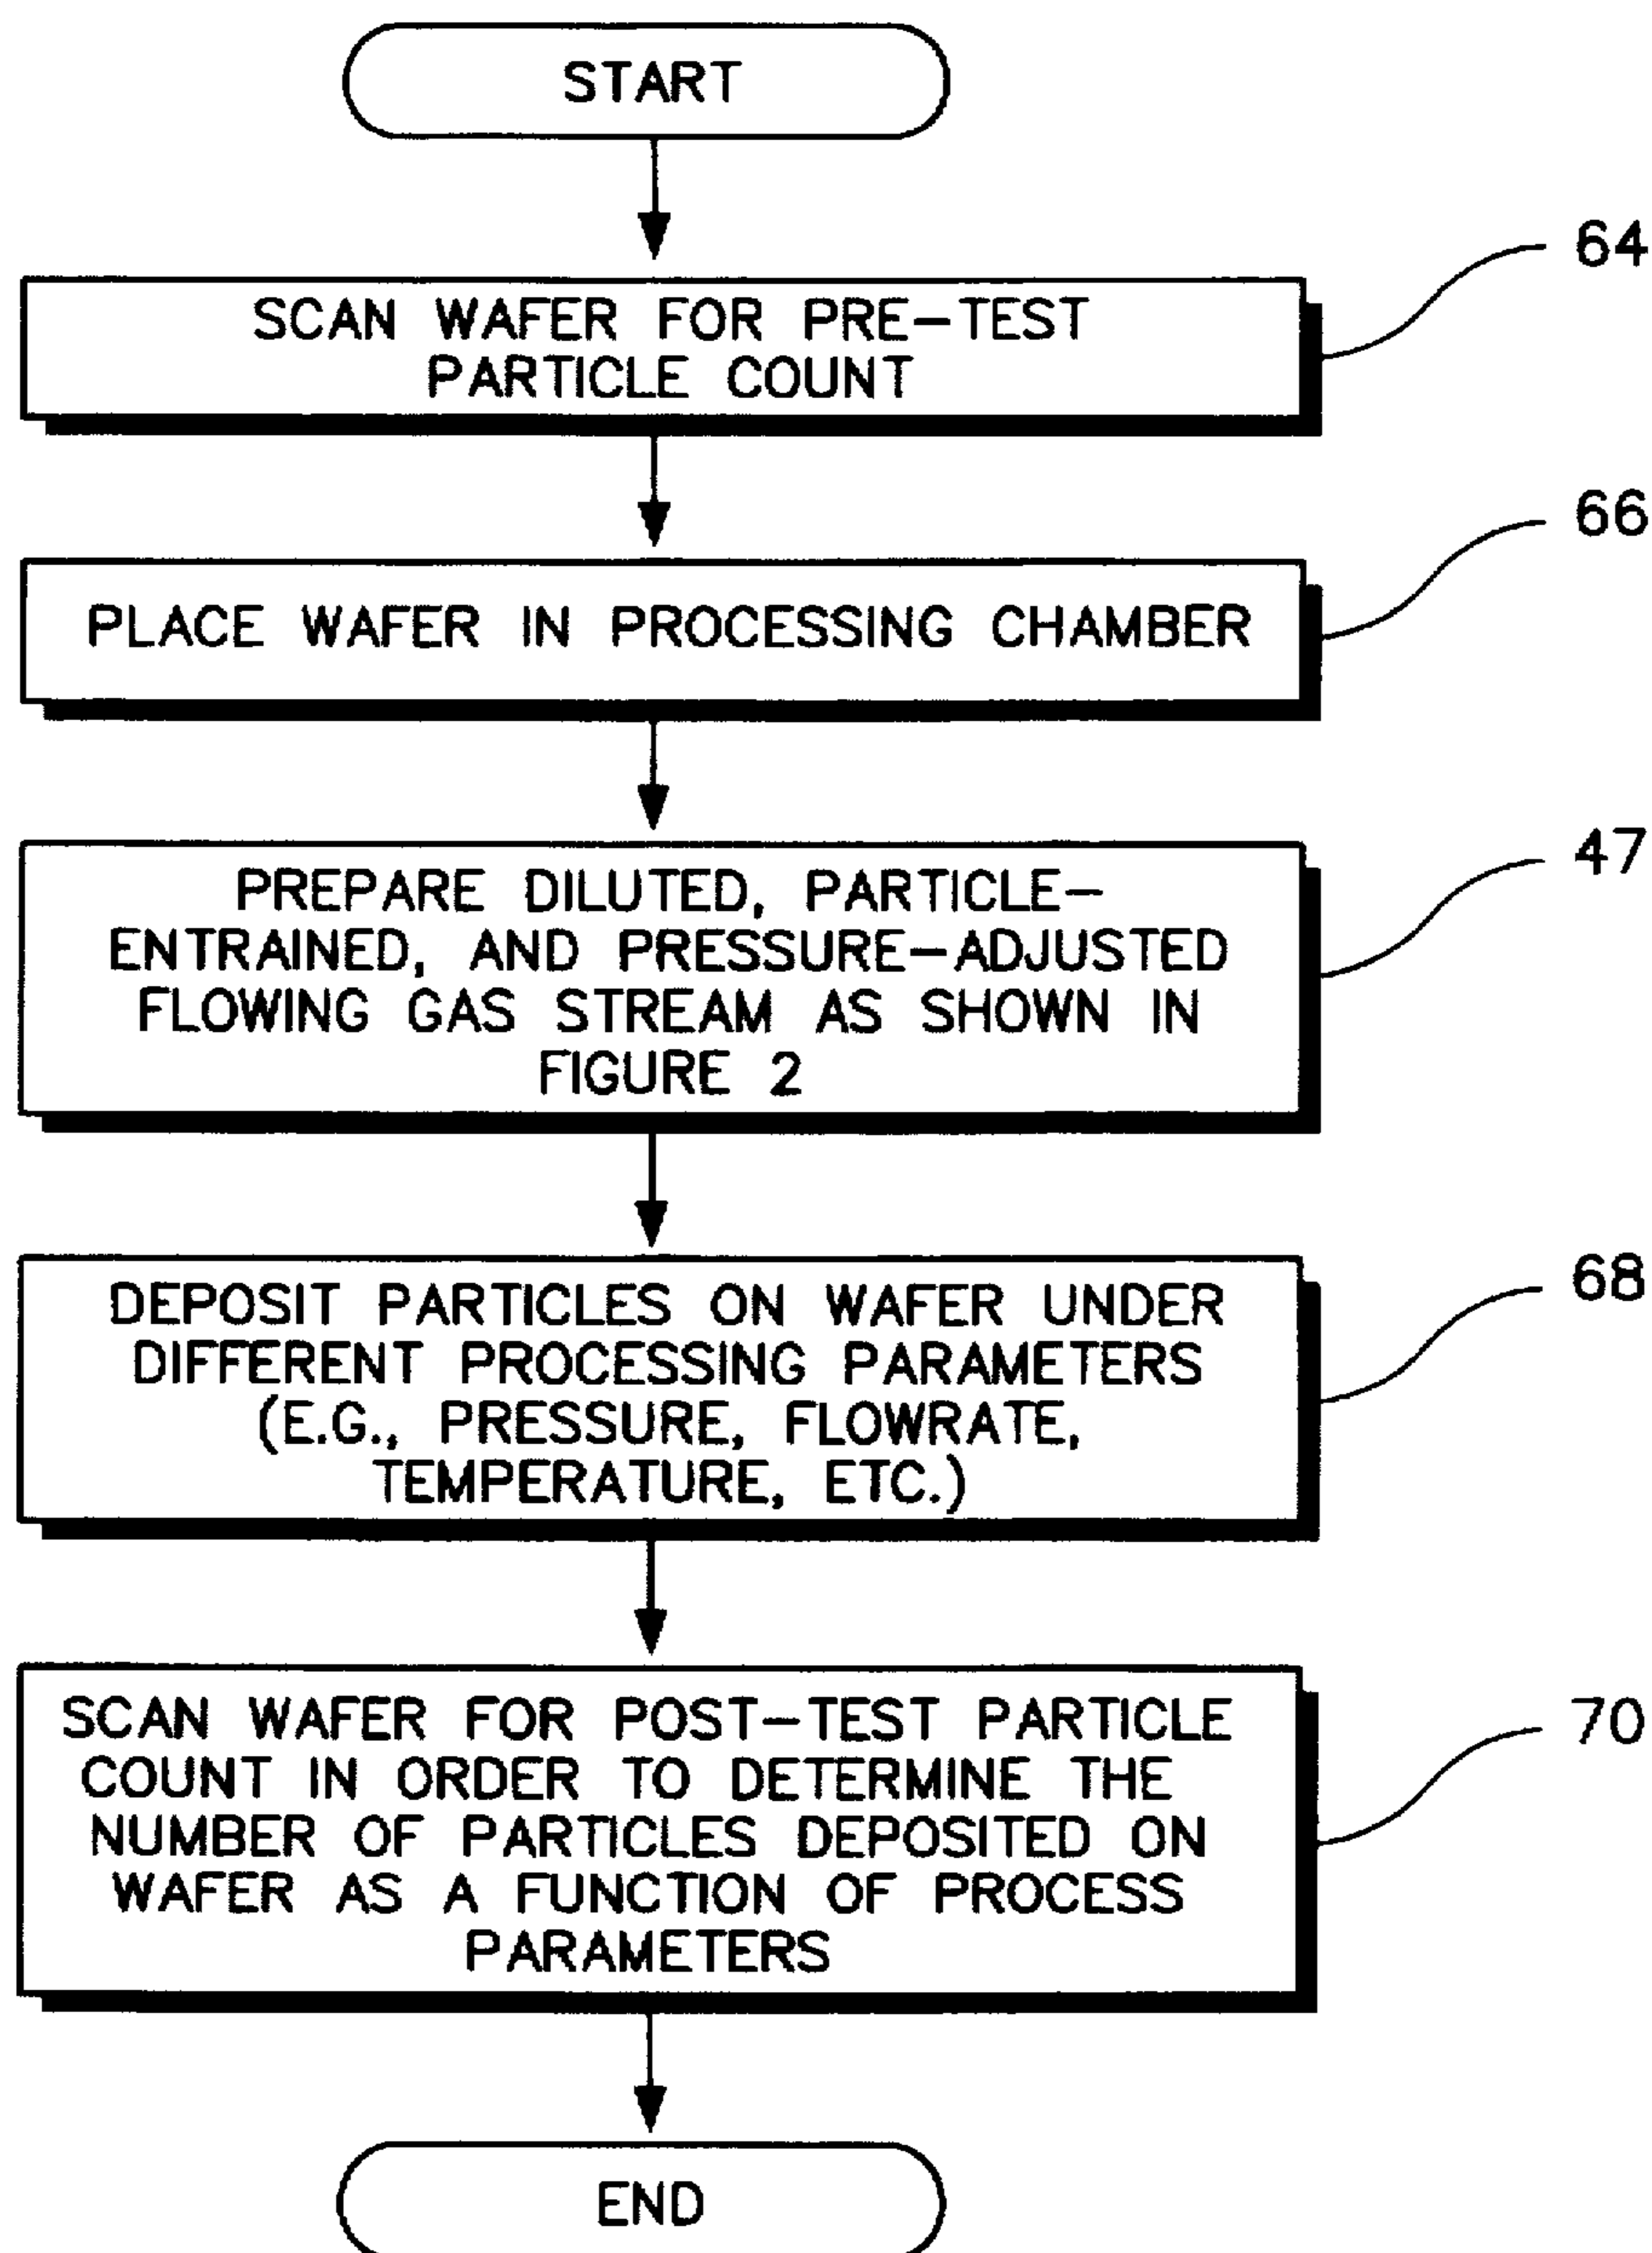 START
64
SCAN WAFER FOR PRE-TEST
PARTICLE COUNT
66
PLACE WAFER IN PROCESSING CHAMBER
47
PREPARE DILUTED, PARTICLE-
ENTRAINED, AND PRESSURE-ADJUSTED
FLOWING GAS STREAM AS SHOWN IN
FIGURE 2
68
DEPOSIT PARTICLES ON WAFER UNDER
DIFFERENT PROCESSING PARAMETERS
(E.G., PRESSURE, FLOWRATE,
TEMPERATURE, ETC.)
70
SCAN WAFER FOR POST-TEST PARTICLE
COUNT IN ORDER TO DETERMINE THE
NUMBER OF PARTICLES DEPOSITED ON
WAFER AS A FUNCTION OF PROCESS
PARAMETERS
END